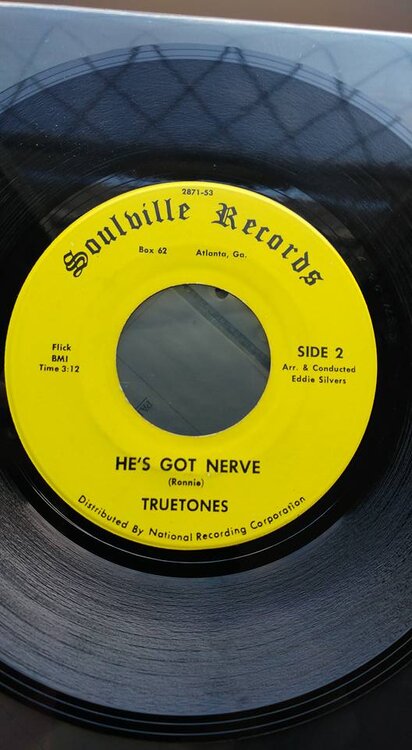 2871-53
Soulville Records
Box 62 Atlanta, Ga.
Flick
BMI
Time 3:12
SIDE 2
Arr. & Conducted
Eddie Silvers
HE'S GOT NERVE
(Ronnie)
TRUETONES
Distributed By National Recording Corporation